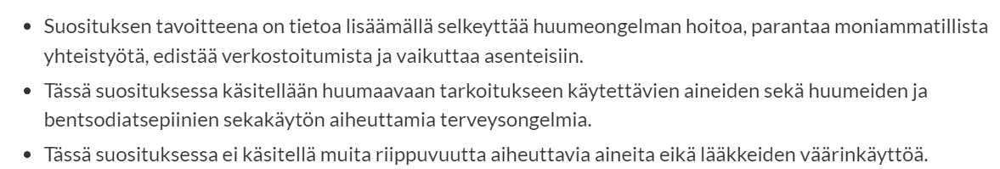 • Suosituksen tavoitteena on tietoa lisäämällä selkeyttää huumeongelman hoitoa, parantaa moniammatillista
yhteistyötä, edistää verkostoitumista ja vaikuttaa asenteisiin.
• Tässä suosituksessa käsitellään huumaavaan tarkoitukseen käytettävien aineiden sekä huumeiden ja
bentsodiatsepiinien sekakäytön aiheuttamia terveysongelmia.
• Tässä suosituksessa ei käsitellä muita riippuvuutta aiheuttavia aineita eikä lääkkeiden väärinkäyttöä.